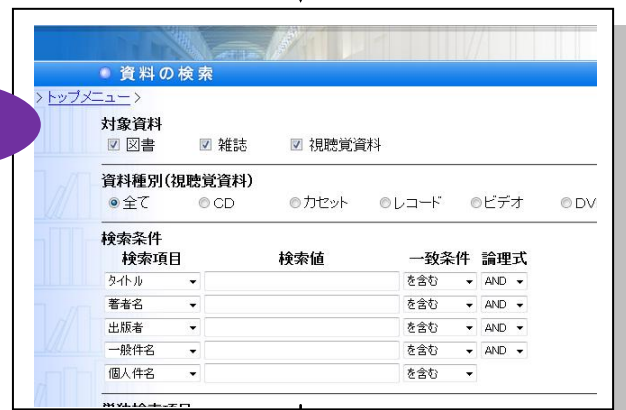 資料の検索
>トップメニュー>
対象資料
図書 雑誌 視聴覚資料
資料種別(視聴覚資料)
全て CD カセット レコード ビデオ DV
検索条件
検索項目 検索値 一致条件 論理式
タイトル を含む AND
著者名 を含む AND
出版者 を含む AND
一般件名 を含む AND
個人件名 を含む